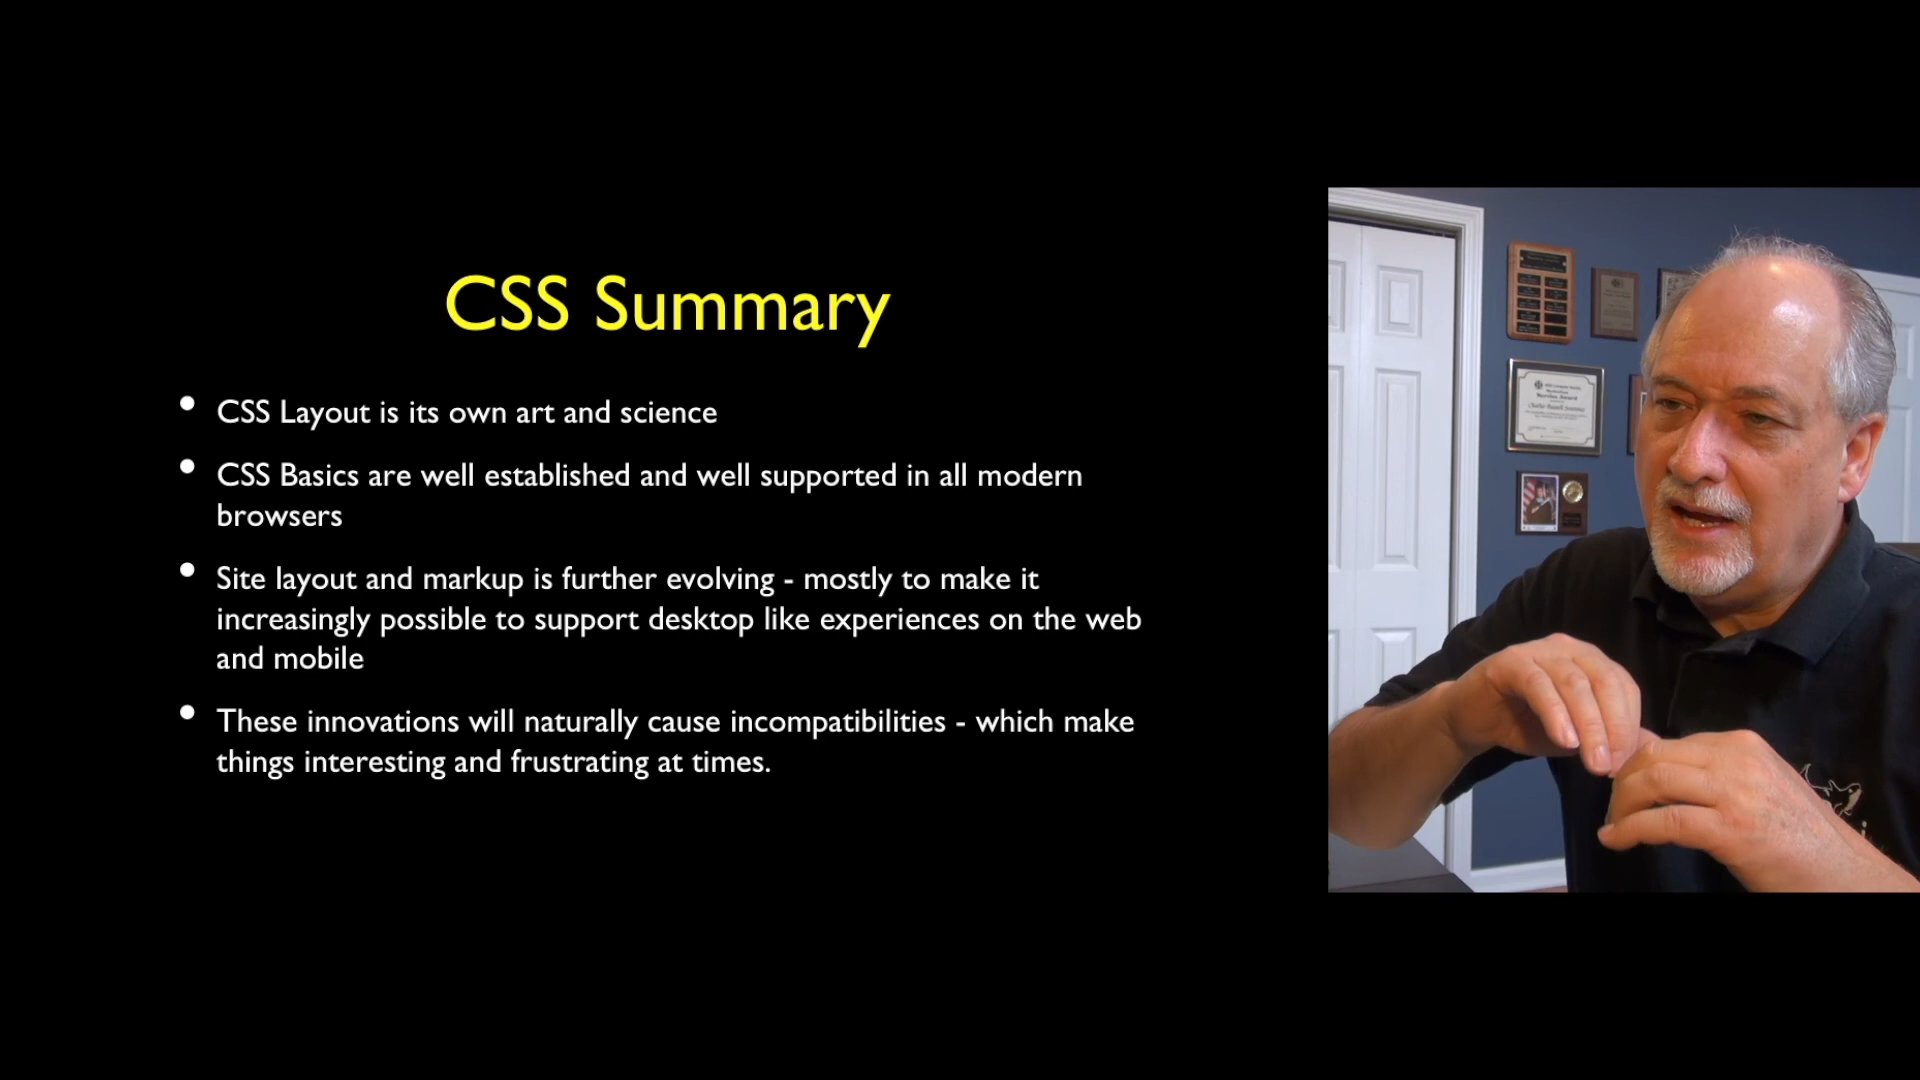 CSS Summary
CSS Layout is its own art and science
CSS Basics are well established and well supported in all modern
browsers
Site layout and markup is further evolving - mostly to make it
increasingly possible to support desktop like experiences on the web
and mobile
These innovations will naturally cause incompatibilities - which make
things interesting and frustrating at times.